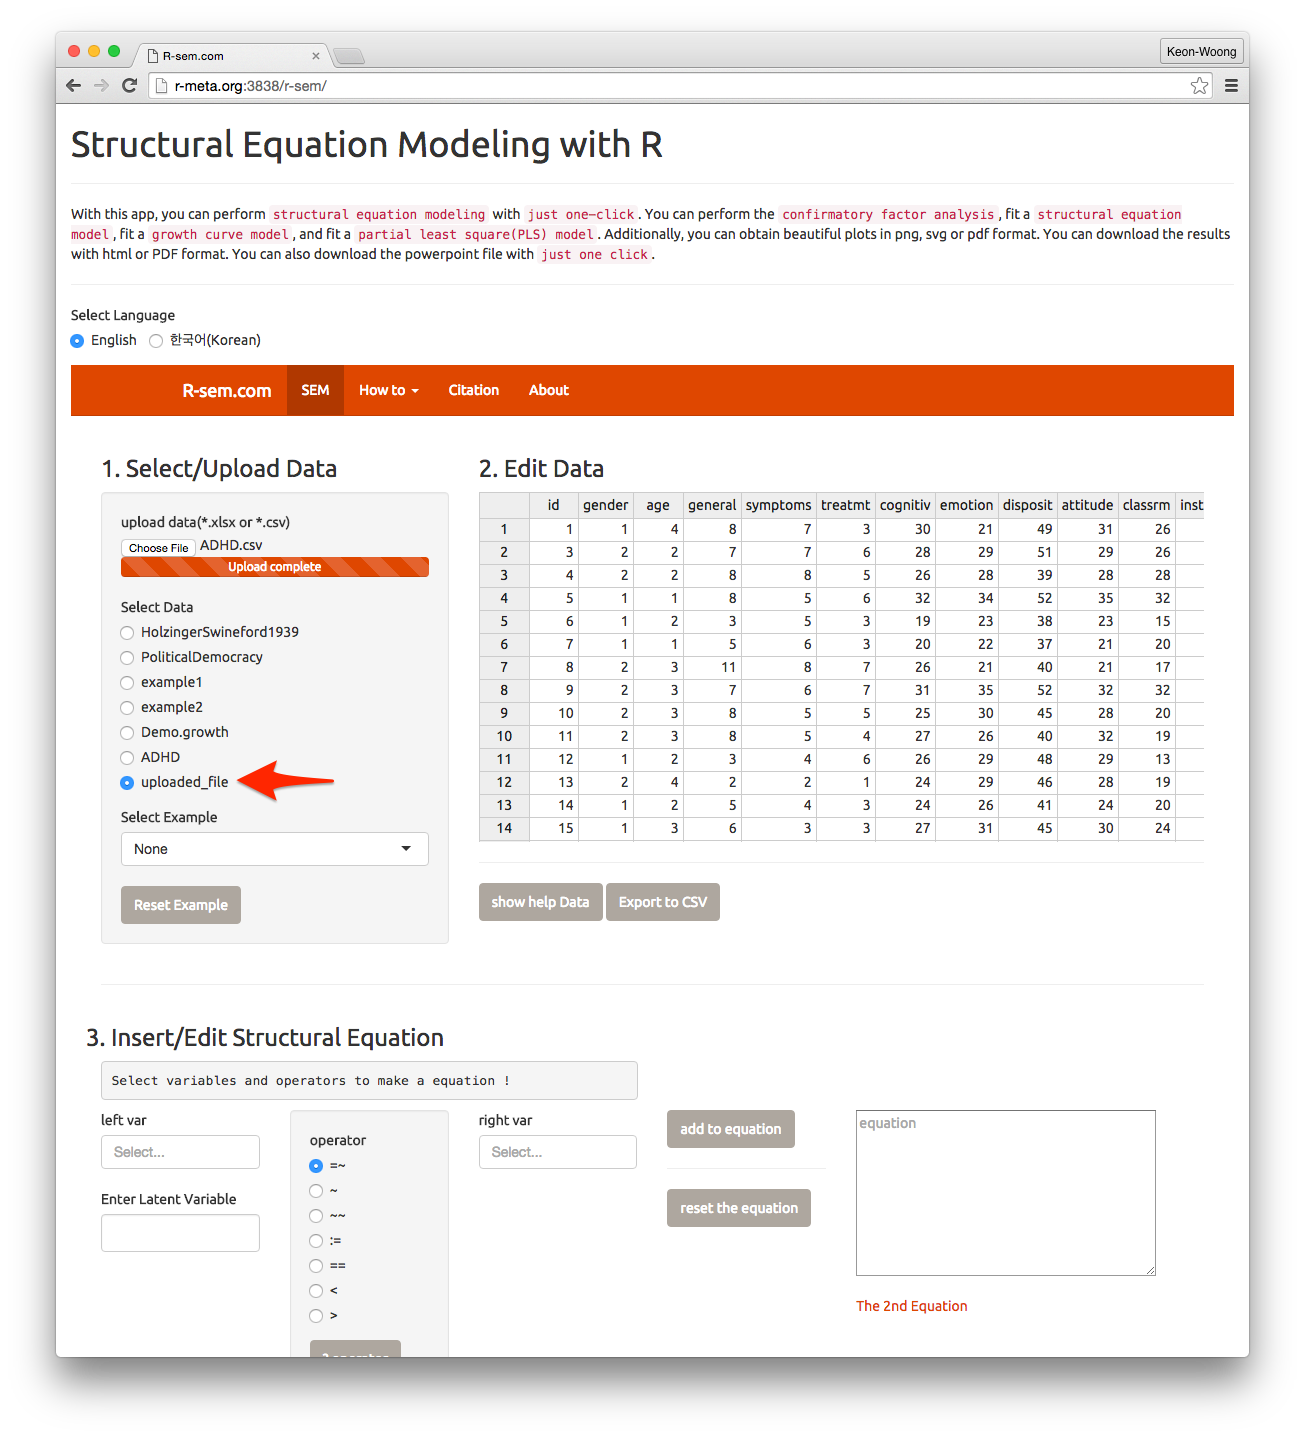 R-sem.com
Keon-Woong
r-meta.org:3838/r-sem/
Structural Equation Modeling with R
With this app, you can perform structural equation modeling with just one-click. You can perform the confirmatory factor analysis, fit a structural equation
model, fit a growth curve model, and fit a partial least square(PLS) model. Additionally, you can obtain beautiful plots in png, svg or pdf format. You can download the results
with html or PDF format. You can also download the powerpoint file with just one click.
Select Language
English 한국어(Korean)
R-sem.com SEM How to Citation About
1. Select/Upload Data
upload data(*.xlsx or *.csv)
Choose File ADHD.csv
Upload complete
Select Data
HolzingerSwineford1939
PoliticalDemocracy
example1
example2
Demo.growth
ADHD
uploaded_file
Select Example
None
Reset Example
2. Edit Data
id gender age general symptoms treatmt cognitiv emotion disposit attitude classrm inst
1 1 1 4 8 7 3 30 21 49 31 26
2 3 2 2 7 7 6 28 29 51 29 26
3 4 2 2 8 8 5 26 28 39 28 28
4 5 1 1 8 5 6 32 34 52 35 32
5 6 1 2 3 5 3 19 23 38 23 15
6 7 1 1 5 6 3 20 22 37 21 20
7 8 2 3 11 8 7 26 21 40 21 17
8 9 2 3 7 6 7 31 35 52 32 32
9 10 2 3 8 5 5 25 30 45 28 20
10 11 2 3 8 5 4 27 26 40 32 19
11 12 1 2 3 4 6 26 29 48 29 13
12 13 2 4 2 2 1 24 29 46 28 19
13 14 1 2 5 4 3 24 26 41 24 20
14 15 1 3 6 3 3 27 31 45 30 24
show help Data Export to CSV
3. Insert/Edit Structural Equation
Select variables and operators to make a equation !
left var
Select...
Enter Latent Variable
operator
=~
~
~~
:=
==
<
>
right var
Select...
add to equation
reset the equation
equation
The 2nd Equation